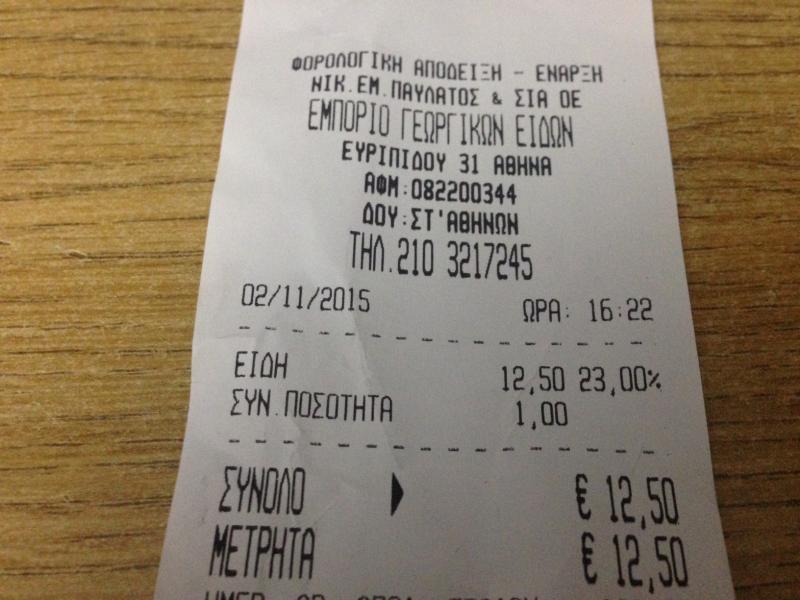 ΦΟΡΟΛΟΓΙΚΗ ΑΠΟΔΕΙΞΗ - ΕΝΑΡΞΗ
ΝΙΚ.ΕΜ.ΠΑΥΛΑΤΟΣ & ΣΙΑ ΟΕ
ΕΜΠΟΡΙΟ ΓΕΩΡΓΙΚΩΝ ΕΙΔΩΝ
ΕΥΡΙΠΙΔΟΥ 31 ΑΘΗΝΑ
ΑΦΜ:082200344
ΔΟΥ:ΣΤ'ΑΘΗΝΩΝ
ΤΗΛ.210 3217245
02/11/2015 ΩΡΑ: 16:22
ΕΙΔΗ 12,50 23,00%
ΣΥΝ.ΠΟΣΟΤΗΤΑ 1,00
ΣΥΝΟΛΟ € 12,50
ΜΕΤΡΗΤΑ € 12,50